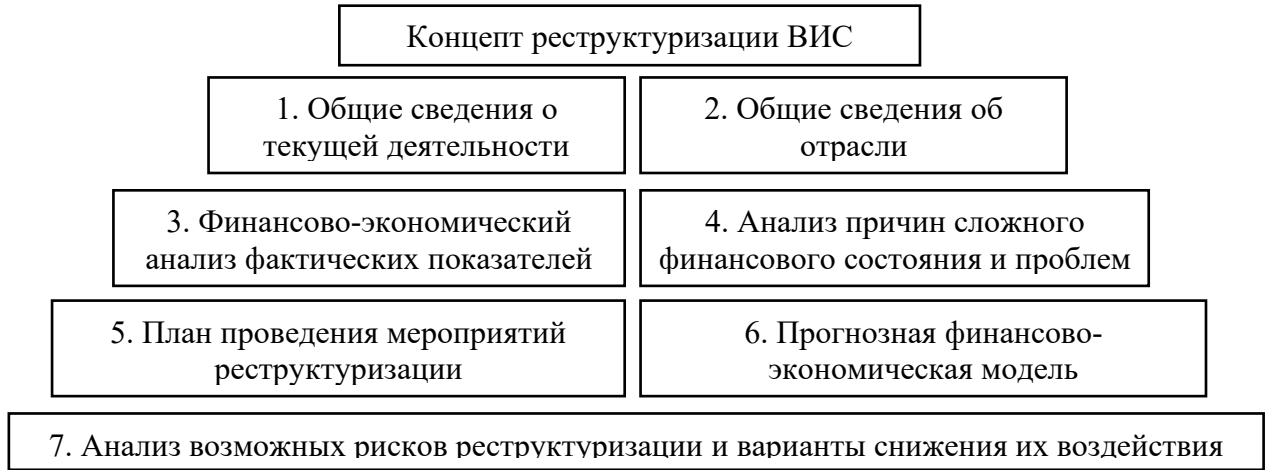 Концепт реструктуризации ВИС
1. Общие сведения о
текущей деятельности
2. Общие сведения об
отрасли
3. Финансово-экономический
анализ фактических показателей
4. Анализ причин сложного
финансового состояния и проблем
5. План проведения мероприятий
реструктуризации
6. Прогнозная финансово-
экономическая модель
7. Анализ возможных рисков реструктуризации и варианты снижения их воздействия